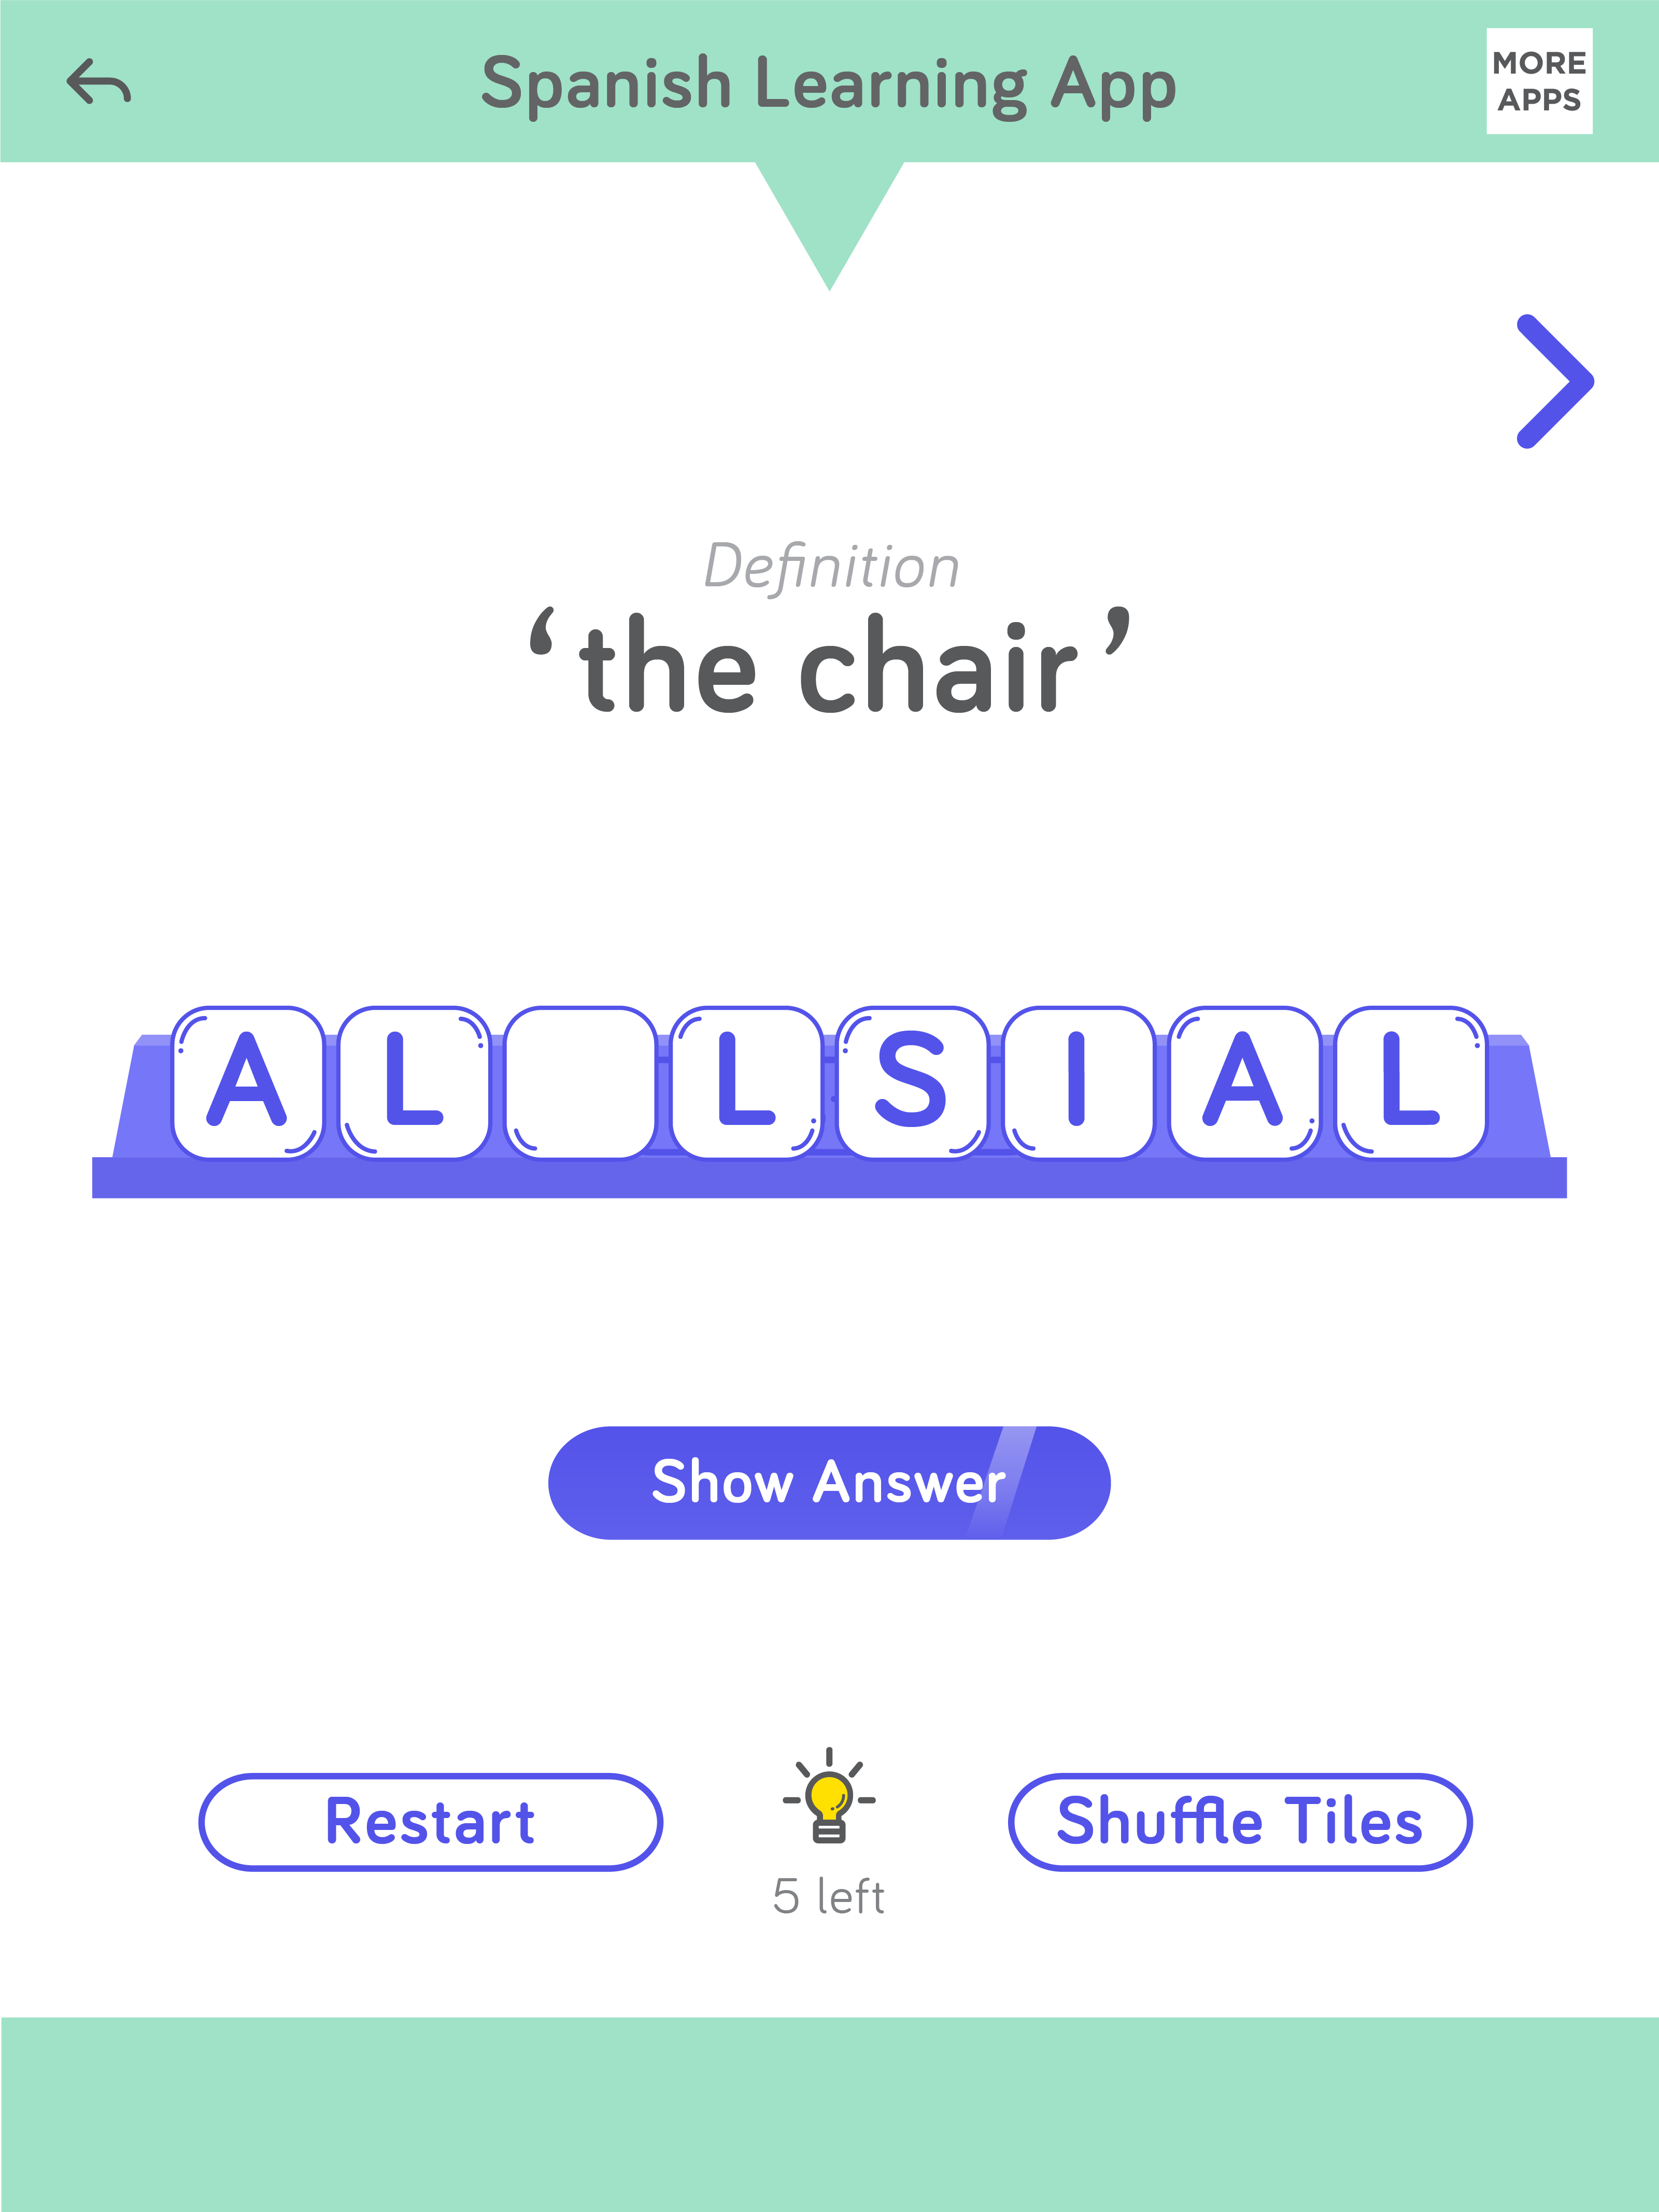 Spanish Learning App
MORE
APPS
Definition
‘the chair’
A L L S I A L
Show Answer
Restart
5 left
Shuffle Tiles